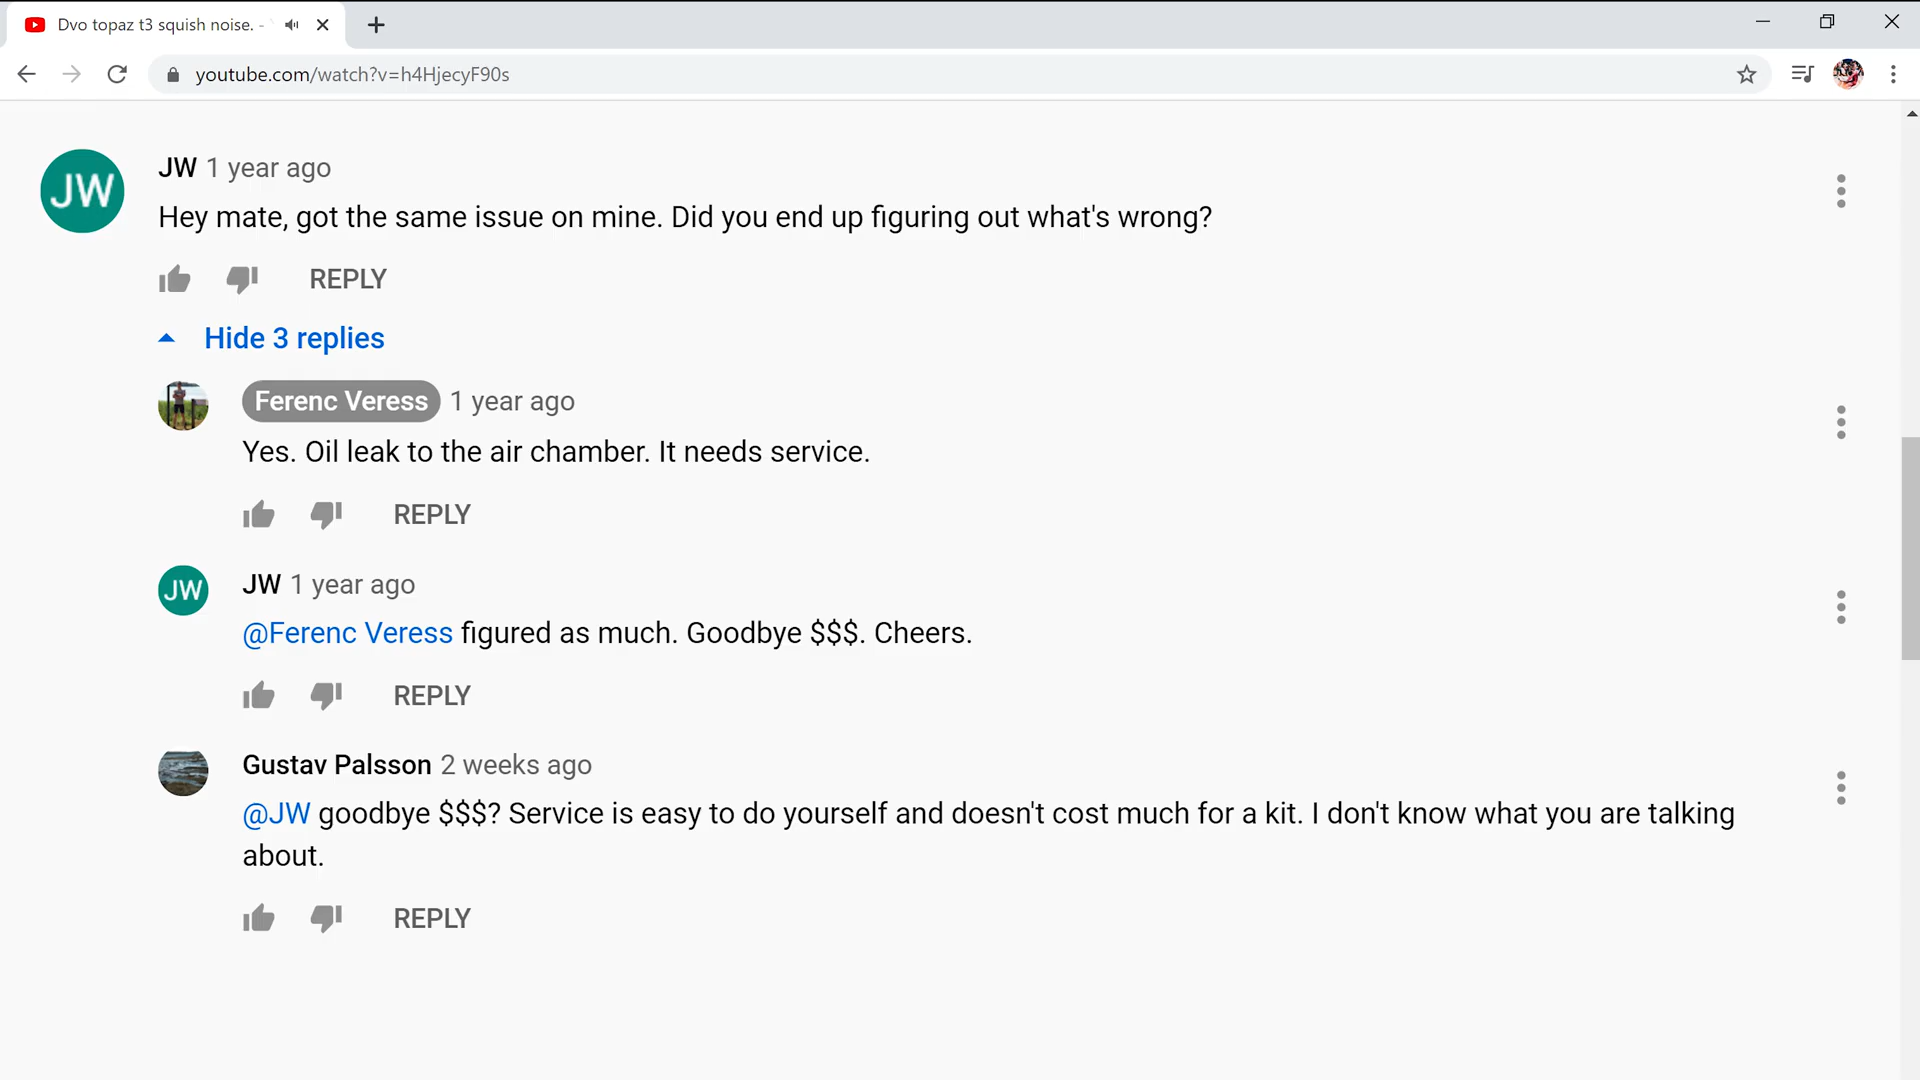 Dvo topaz t3 squish noise. -
youtube.com/watch?v=h4HjecyF90s
JW
JW 1 year ago
Hey mate, got the same issue on mine. Did you end up figuring out what's wrong?
REPLY
Hide 3 replies
Ferenc Veress 1 year ago
Yes. Oil leak to the air chamber. It needs service.
REPLY
JW
JW 1 year ago
@Ferenc Veress figured as much. Goodbye $$$. Cheers.
REPLY
Gustav Palsson 2 weeks ago
@JW goodbye $$$? Service is easy to do yourself and doesn't cost much for a kit. I don't know what you are talking
about.
REPLY